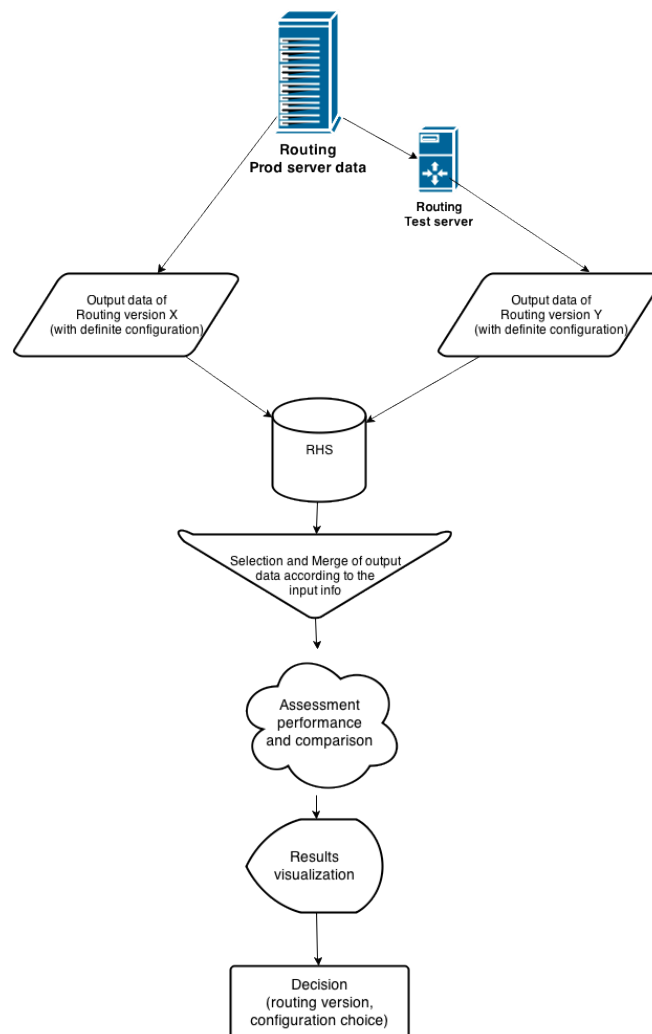 Routing
Prod server data
Routing
Test server
Output data of
Routing version X
(with definite configuration)
Output data of
Routing version Y
(with definite configuration)
RHS
Selection and Merge of output
data according to the
input info
Assessment
performance
and comparison
Results
visualization
Decision
(routing version,
configuration choice)